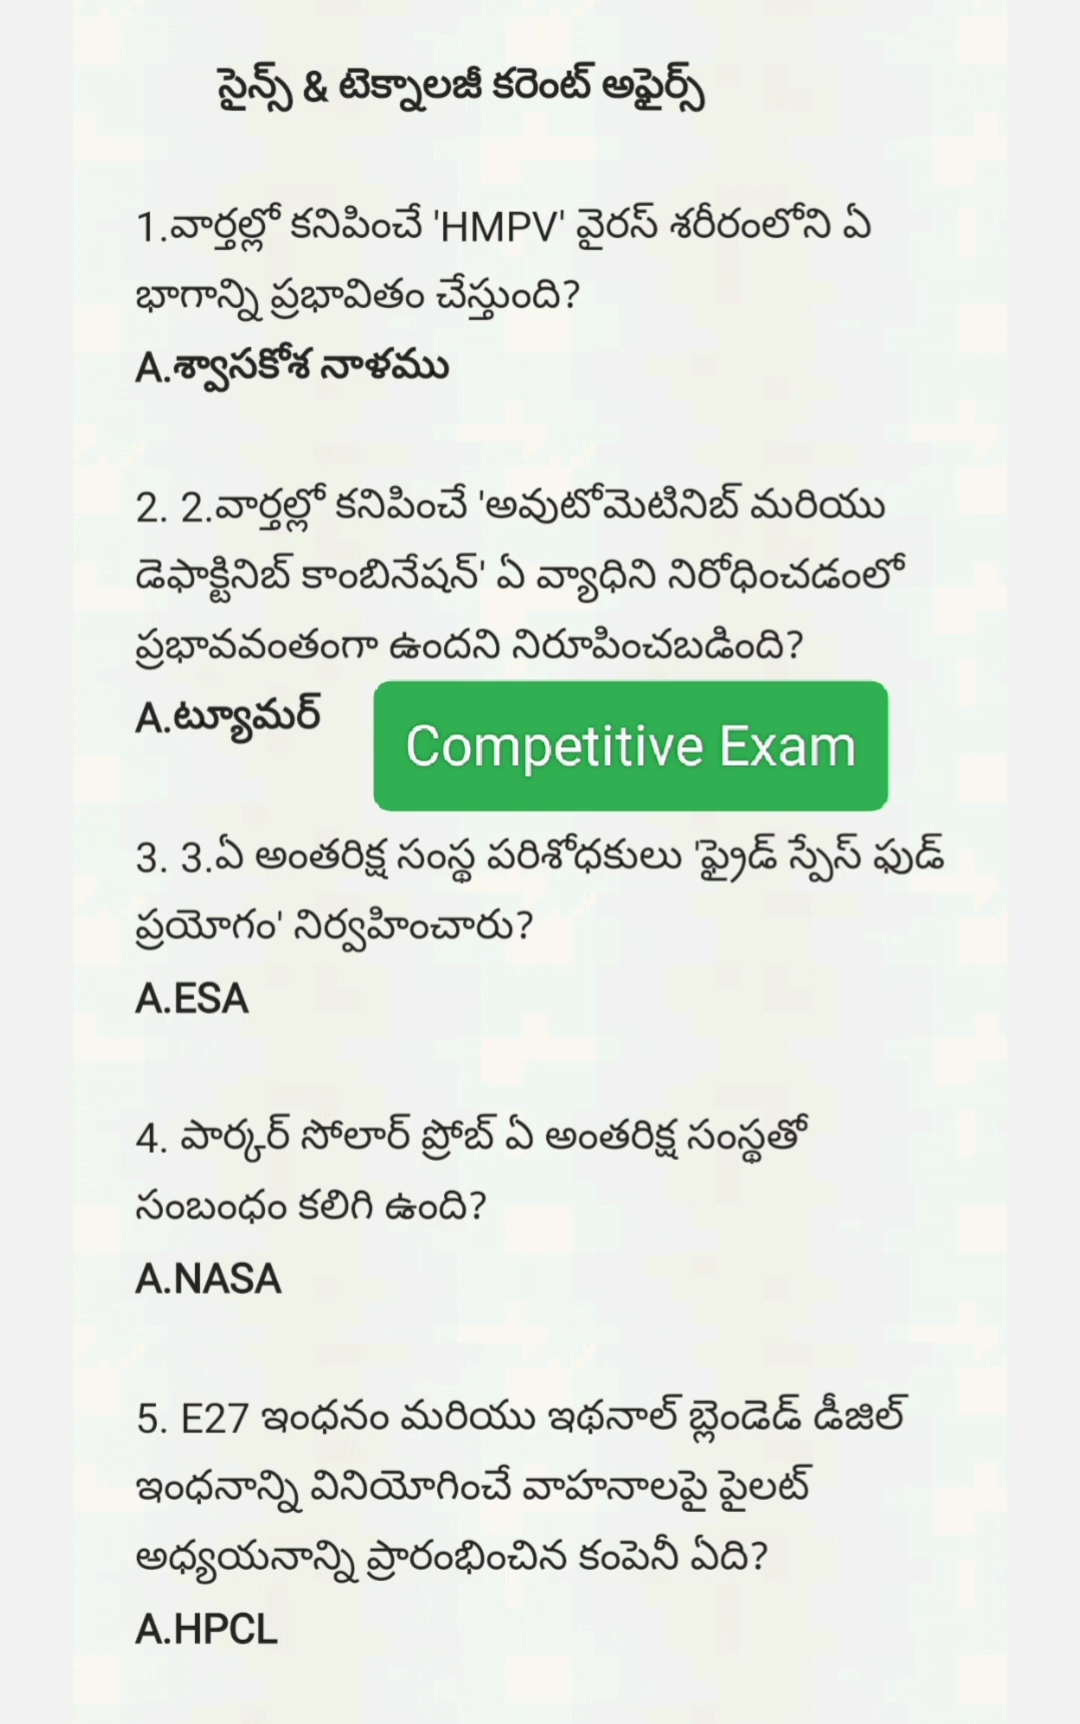 సైన్స్ & టెక్నాలజీ కరెంట్ అఫైర్స్
1.వార్తల్లో కనిపించే 'HMPV' వైరస్ శరీరంలోని ఏ
భాగాన్ని ప్రభావితం చేస్తుంది?
A.శ్వాసకోశ నాళము
2. 2.వార్తల్లో కనిపించే 'అవుటోమెటినిబ్ మరియు
డెఫాక్టినిబ్ కాంబినేషన్' ఏ వ్యాధిని నిరోధించడంలో
ప్రభావవంతంగా ఉందని నిరూపించబడింది?
A.ట్యూమర్
Competitive Exam
3. 3.ఏ అంతరిక్ష సంస్థ పరిశోధకులు 'ఫ్రైడ్ స్పేస్ ఫుడ్
ప్రయోగం' నిర్వహించారు?
A.ESA
4. పార్కర్ సోలార్ ప్రోబ్ ఏ అంతరిక్ష సంస్థతో
సంబంధం కలిగి ఉంది?
A.NASA
5. E27 ఇంధనం మరియు ఇథనాల్ బ్లెండెడ్ డీజిల్
ఇంధనాన్ని వినియోగించే వాహనాలపై పైలట్
అధ్యయనాన్ని ప్రారంభించిన కంపెనీ ఏది?
A.HPCL